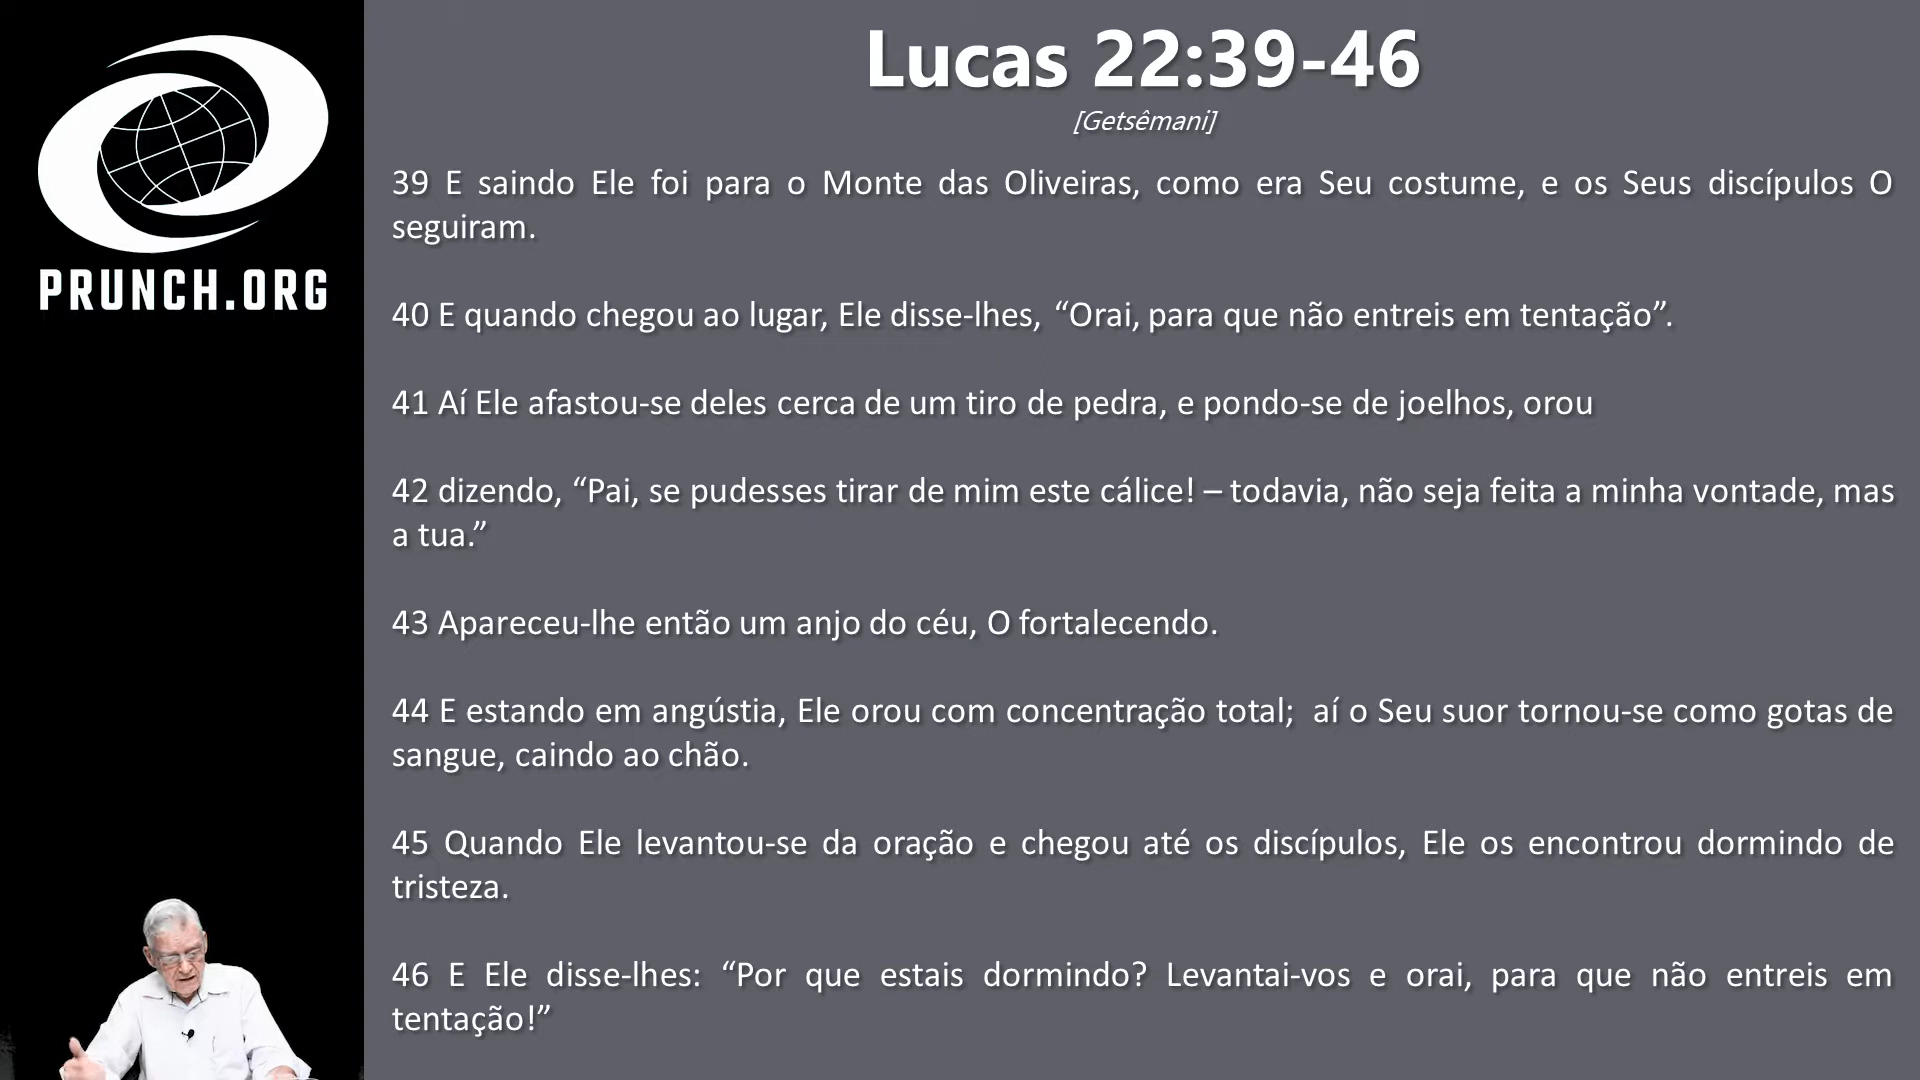 PRUNCH.ORG
Lucas 22:39-46
[Getsêmani]
39 E saindo Ele foi para o Monte das Oliveiras, como era Seu costume, e os Seus discípulos O
seguiram.
40 E quando chegou ao lugar, Ele disse-lhes, “Orai, para que não entreis em tentação”.
41 Aí Ele afastou-se deles cerca de um tiro de pedra, e pondo-se de joelhos, orou
42 dizendo, “Pai, se pudesses tirar de mim este cálice! – todavia, não seja feita a minha vontade, mas
a tua.”
43 Apareceu-lhe então um anjo do céu, O fortalecendo.
44 E estando em angústia, Ele orou com concentração total; aí o Seu suor tornou-se como gotas de
sangue, caindo ao chão.
45 Quando Ele levantou-se da oração e chegou até os discípulos, Ele os encontrou dormindo de
tristeza.
46 E Ele disse-lhes: “Por que estais dormindo? Levantai-vos e orai, para que não entreis em
tentação!”